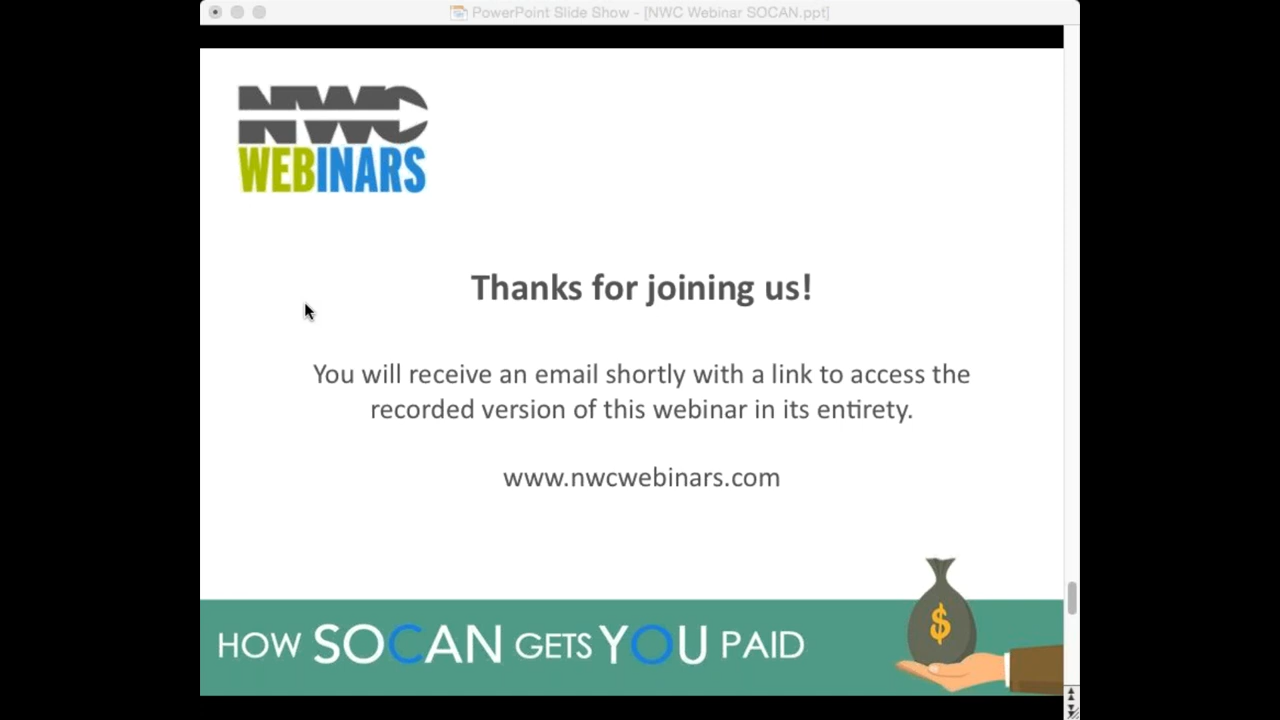 PowerPoint Slide Show - [NWC Webinar SOCAN.ppt]
NWC
WEBINARS
Thanks for joining us!
You will receive an email shortly with a link to access the
recorded version of this webinar in its entirety.
www.nwcwebinars.com
$
HOW SOCAN GETS YOU PAID